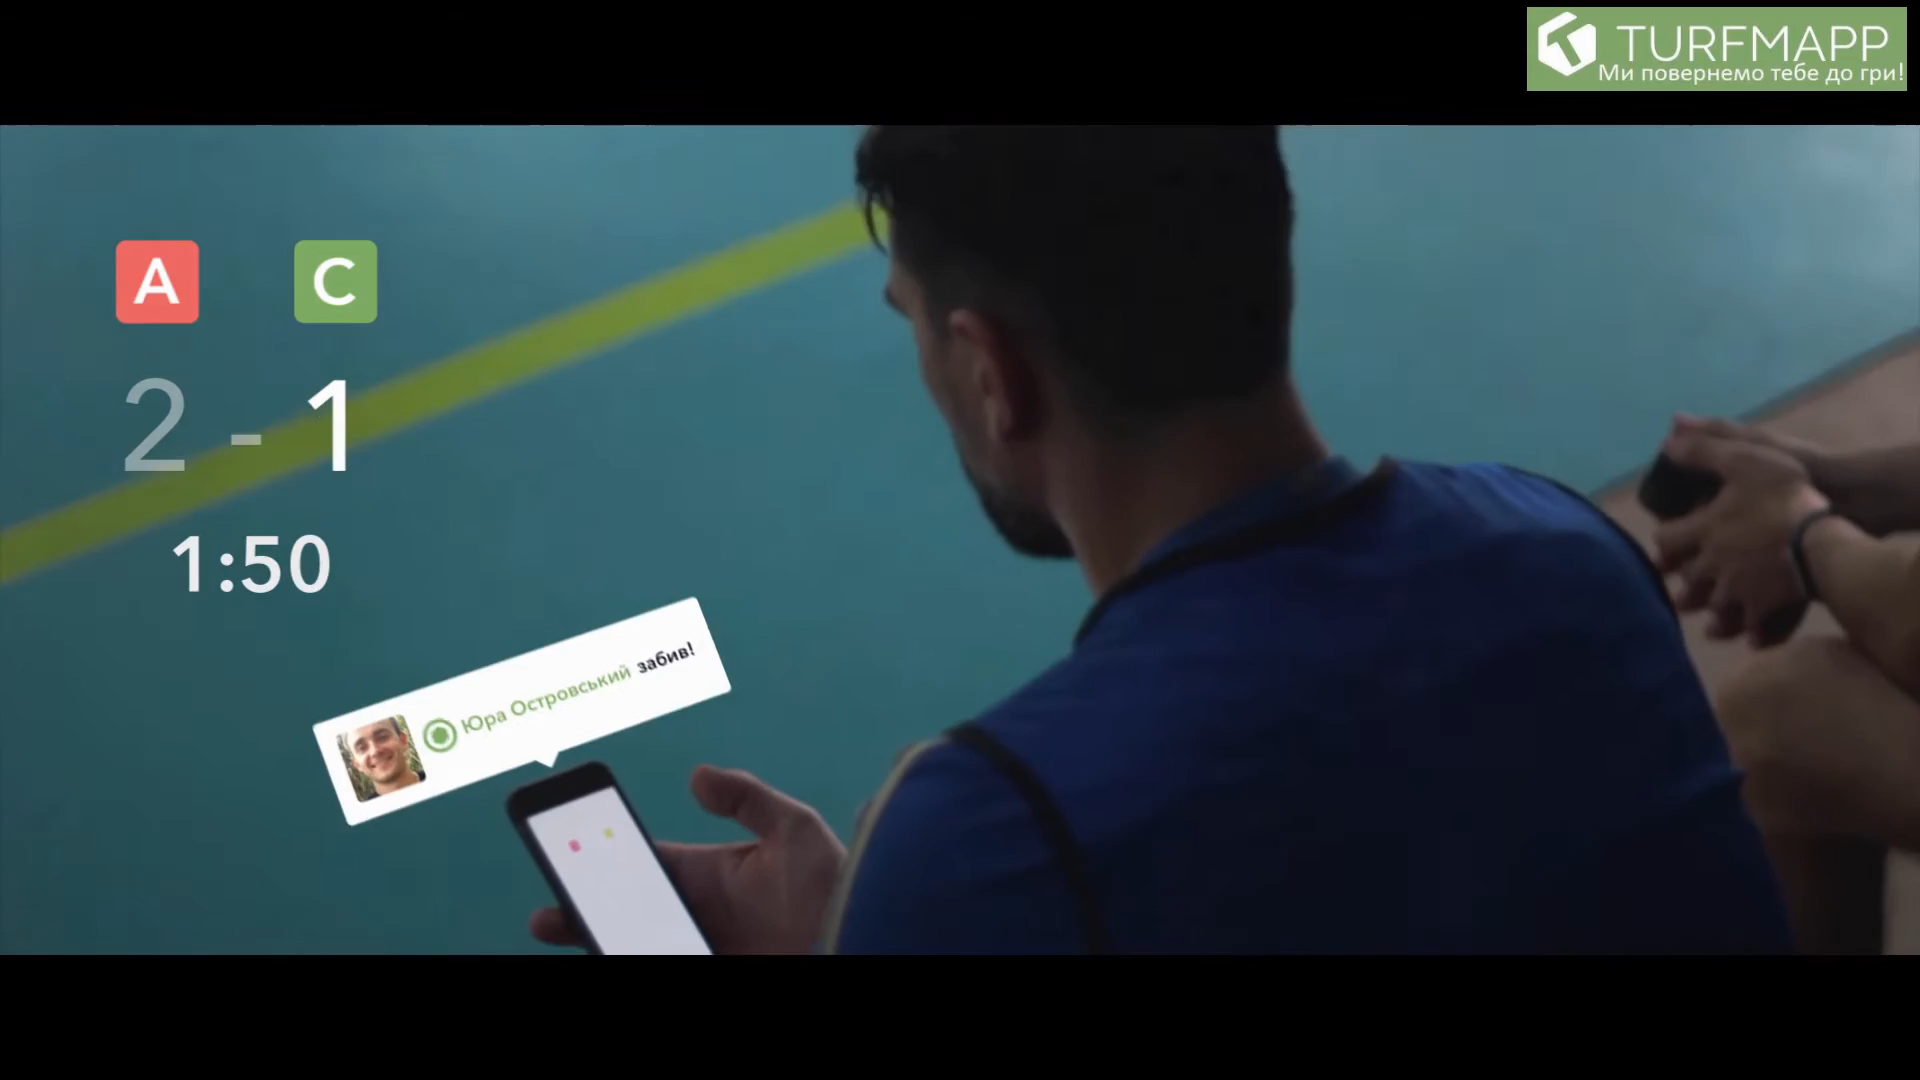 TURFMAPP
Ми повернемо тебе до гри!
A C
2 - 1
1:50
Юра Островський забив!